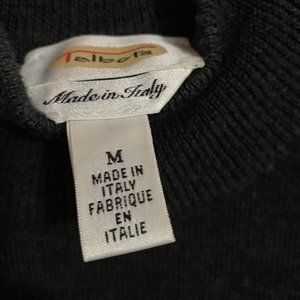 Talbots
Made in Italy
M
MADE IN
ITALY
FABRIQUE
EN
ITALIE